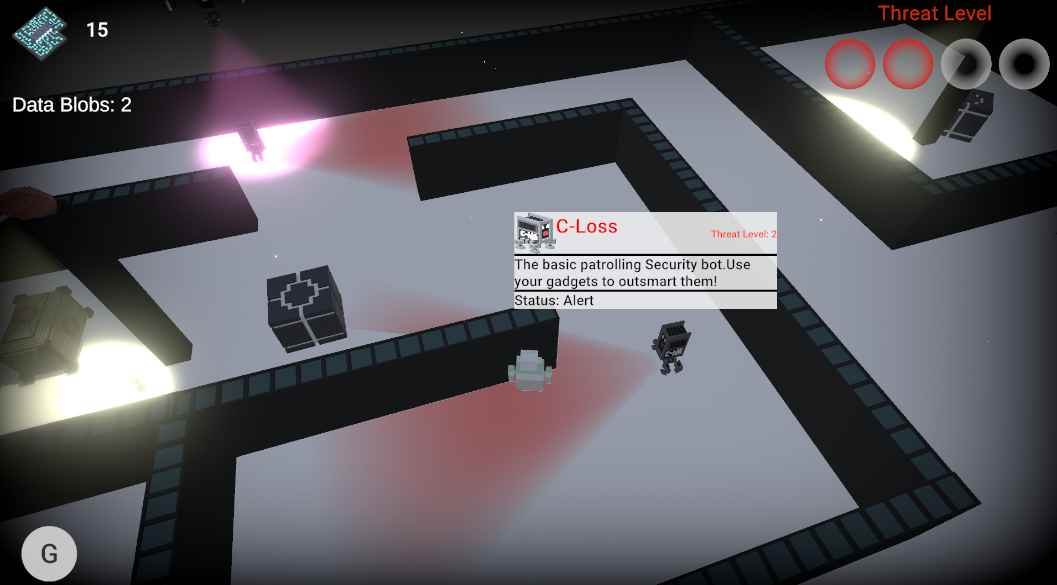 15
Threat Level
Data Blobs: 2
C-Loss
Threat Level: 2
The basic patrolling Security bot.Use
your gadgets to outsmart them!
Status: Alert
G